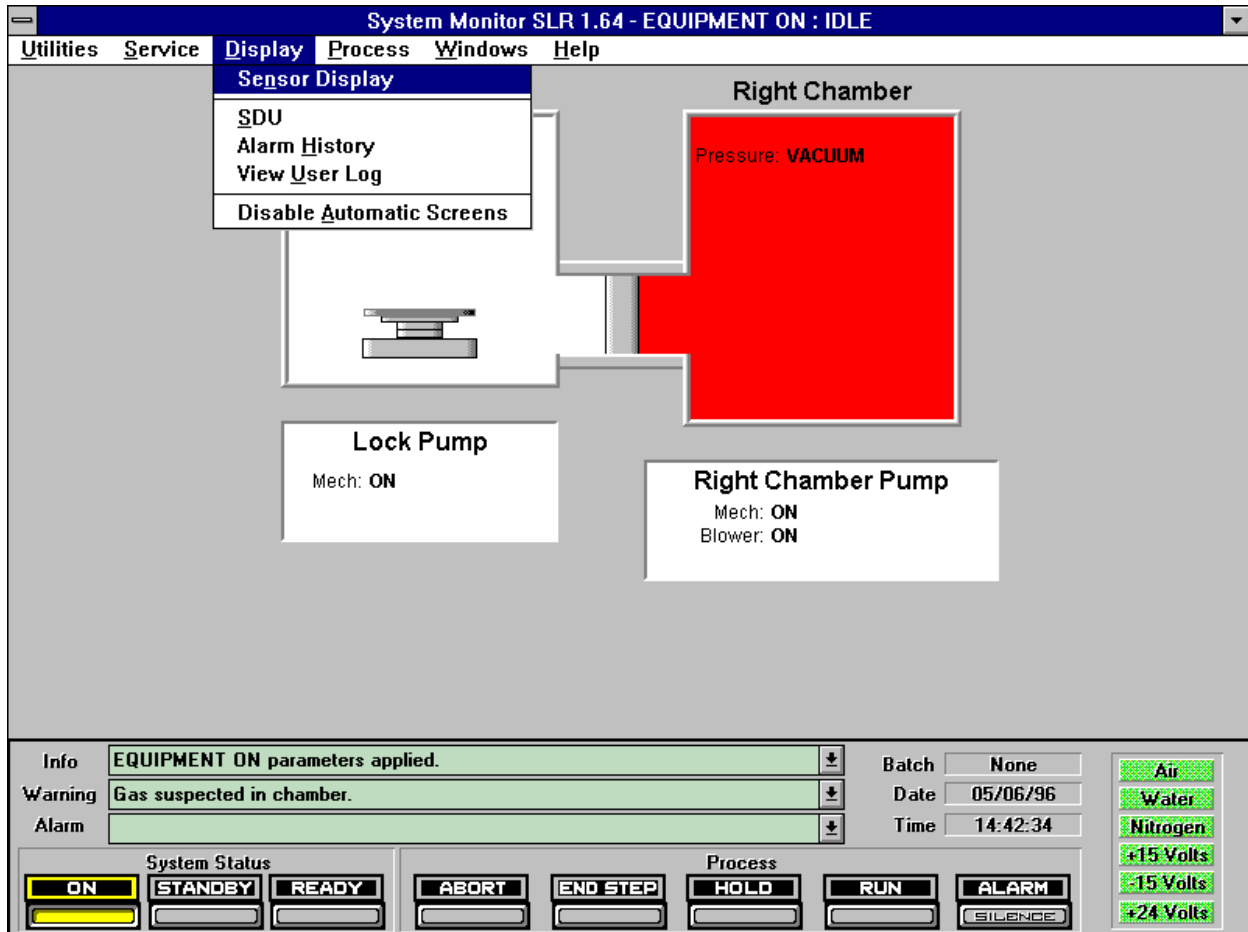 System Monitor SLR 1.64 - EQUIPMENT ON : IDLE
Utilities Service Display Process Windows Help
Sensor Display
SDU
Alarm History
View User Log
Disable Automatic Screens
Right Chamber
Pressure: VACUUM
Lock Pump
Mech: ON
Right Chamber Pump
Mech: ON
Blower: ON
Info EQUIPMENT ON parameters applied.
Warning Gas suspected in chamber.
Alarm
Batch None
Date 05/06/96
Time 14:42:34
Air
Water
Nitrogen
+15 Volts
-15 Volts
+24 Volts
System Status
ON STANDBY READY
Process
ABORT END STEP HOLD RUN ALARM
SILENCE